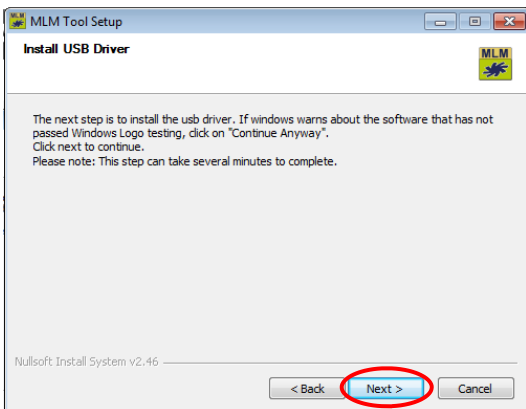 MLM Tool Setup
Install USB Driver
MLM
The next step is to install the usb driver. If windows warns about the software that has not
passed Windows Logo testing, click on "Continue Anyway".
Click next to continue.
Please note: This step can take several minutes to complete.
Nullsoft Install System v2.46
< Back
Next >
Cancel